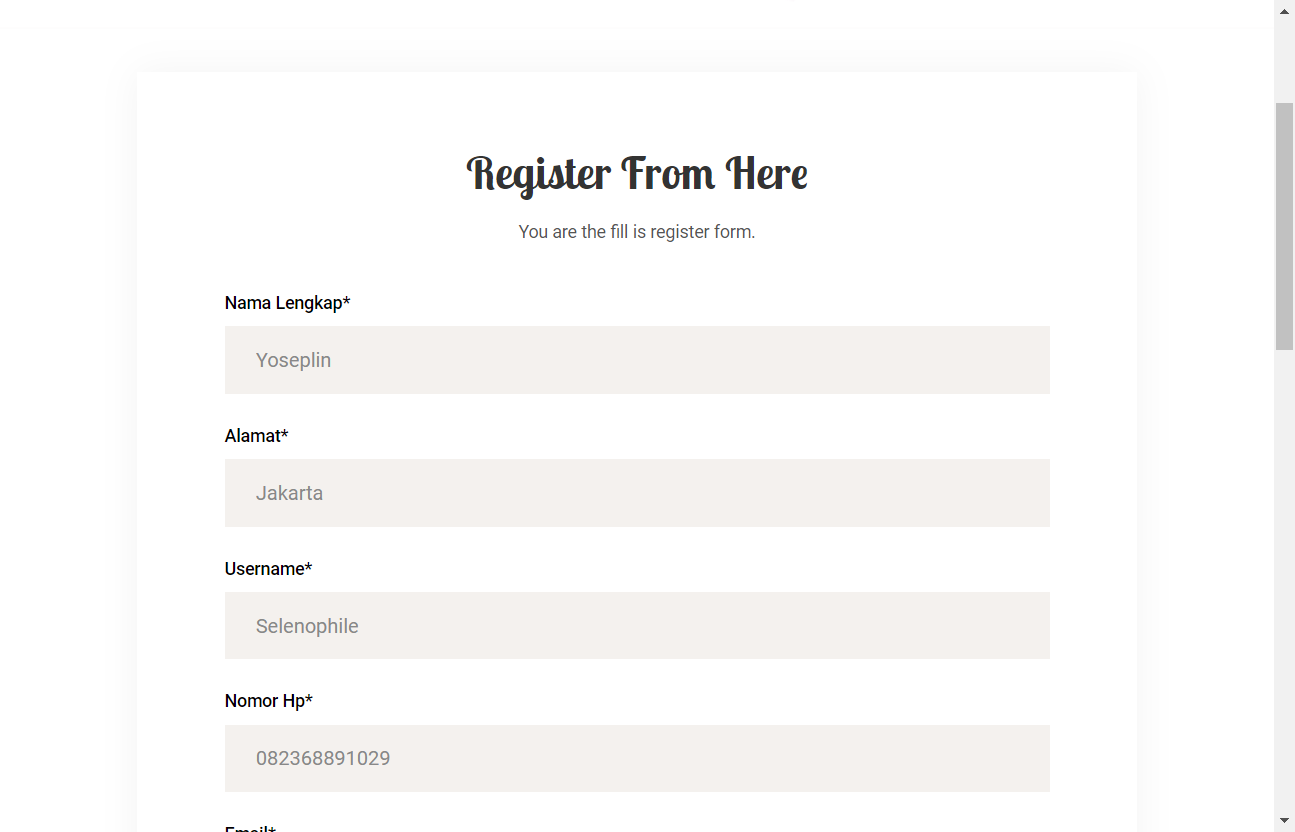 Register From Here
You are the fill is register form.
Nama Lengkap*
Yoseplin
Alamat*
Jakarta
Username*
Selenophile
Nomor Hp*
082368891029
Email*